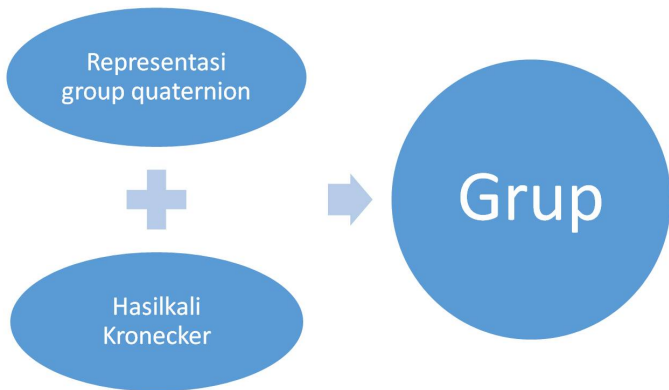 Representasi
group quaternion
Hasilkali
Kronecker
Grup